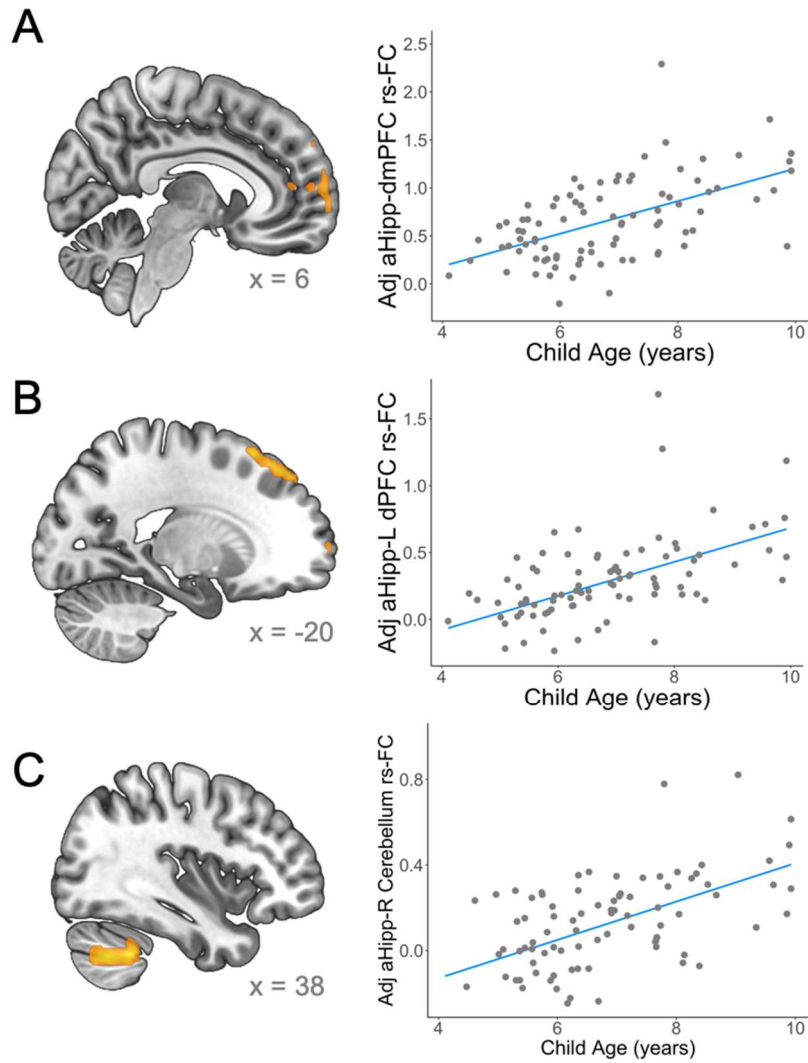 A
x = 6
Adj aHipp-dmPFC rs-FC
2.5
2.0
1.5
1.0
0.5
0.0
4 6 8 10
Child Age (years)
B
x = -20
Adj aHipp-L dPFC rs-FC
1.5
1.0
0.5
0.0
4 6 8 10
Child Age (years)
C
x = 38
Adj aHipp-R Cerebellum rs-FC
0.8
0.4
0.0
4 6 8 10
Child Age (years)